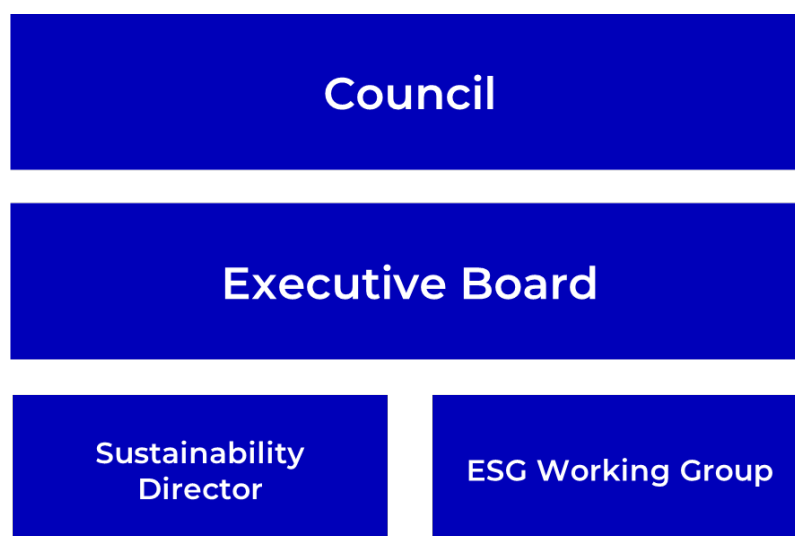 Council
Executive Board
Sustainability
Director
ESG Working Group